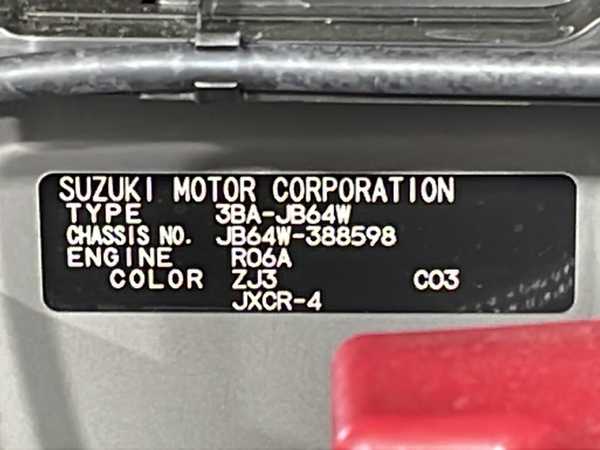 SUZUKI MOTOR CORPORATION
TYPE 3BA-JB64W
CHASSIS NO. JB64W-388598
ENGINE R06A
COLOR ZJ3 C03
JXCR-4